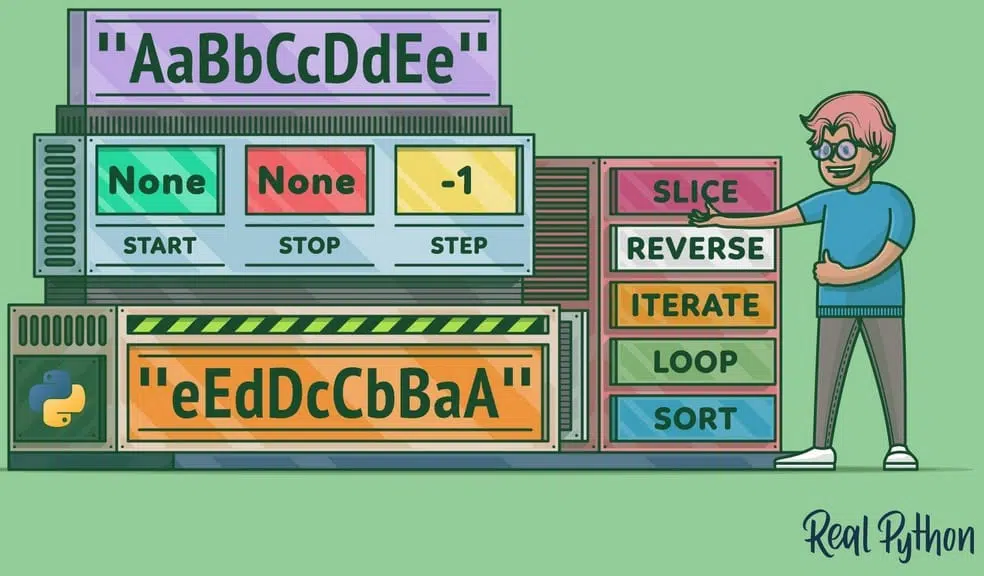 "AaBbCcDdEe"
None None -1
START STOP STEP
"eEdDcCbBaA"
SLICE
REVERSE
ITERATE
LOOP
SORT
Real Python